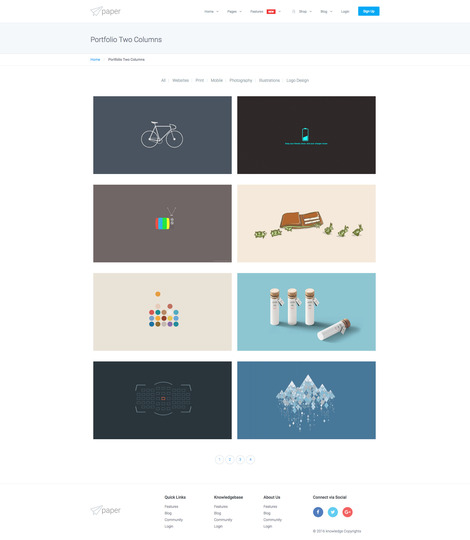 paper
Home Pages Features NEW Shop Blog Login Sign Up
Portfolio Two Columns
Home Portfolio Two Columns
All Websites Print Mobile Photography Illustrations Logo Design
1 2 3 4
paper
Quick Links
Features
Blog
Community
Login
Knowledgebase
Features
Blog
Community
Login
About Us
Features
Blog
Community
Login
Connect via Social
© 2016 knowledge Copyrights